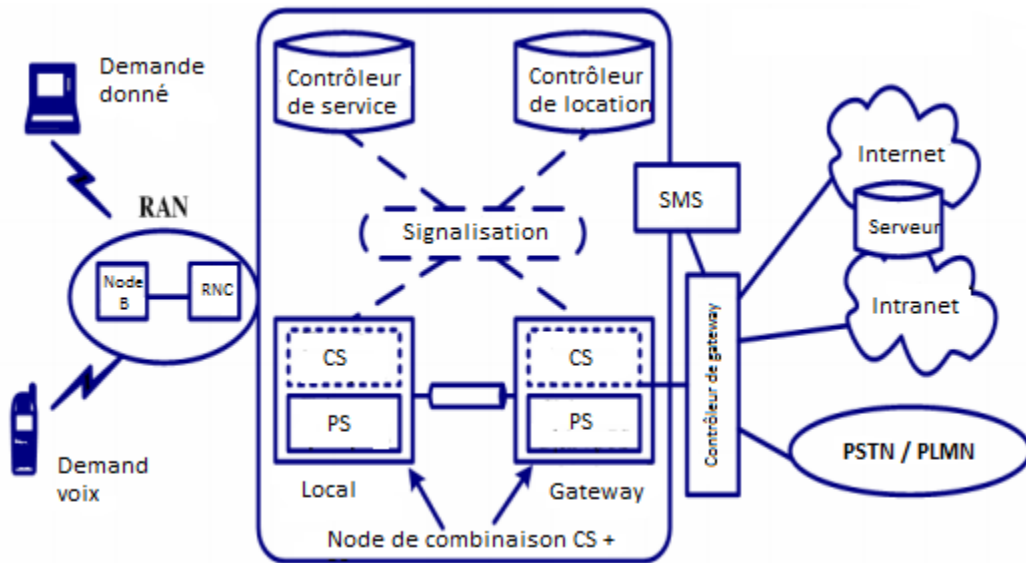 Demande
donné
Contrôleur
de service
Contrôleur
de location
RAN
Node
B
RNC
Signalisation
SMS
Internet
Serveur
Intranet
CS
PS
CS
PS
Contrôleur de gateway
PSTN / PLMN
Demand
voix
Local
Gateway
Node de combinaison CS +